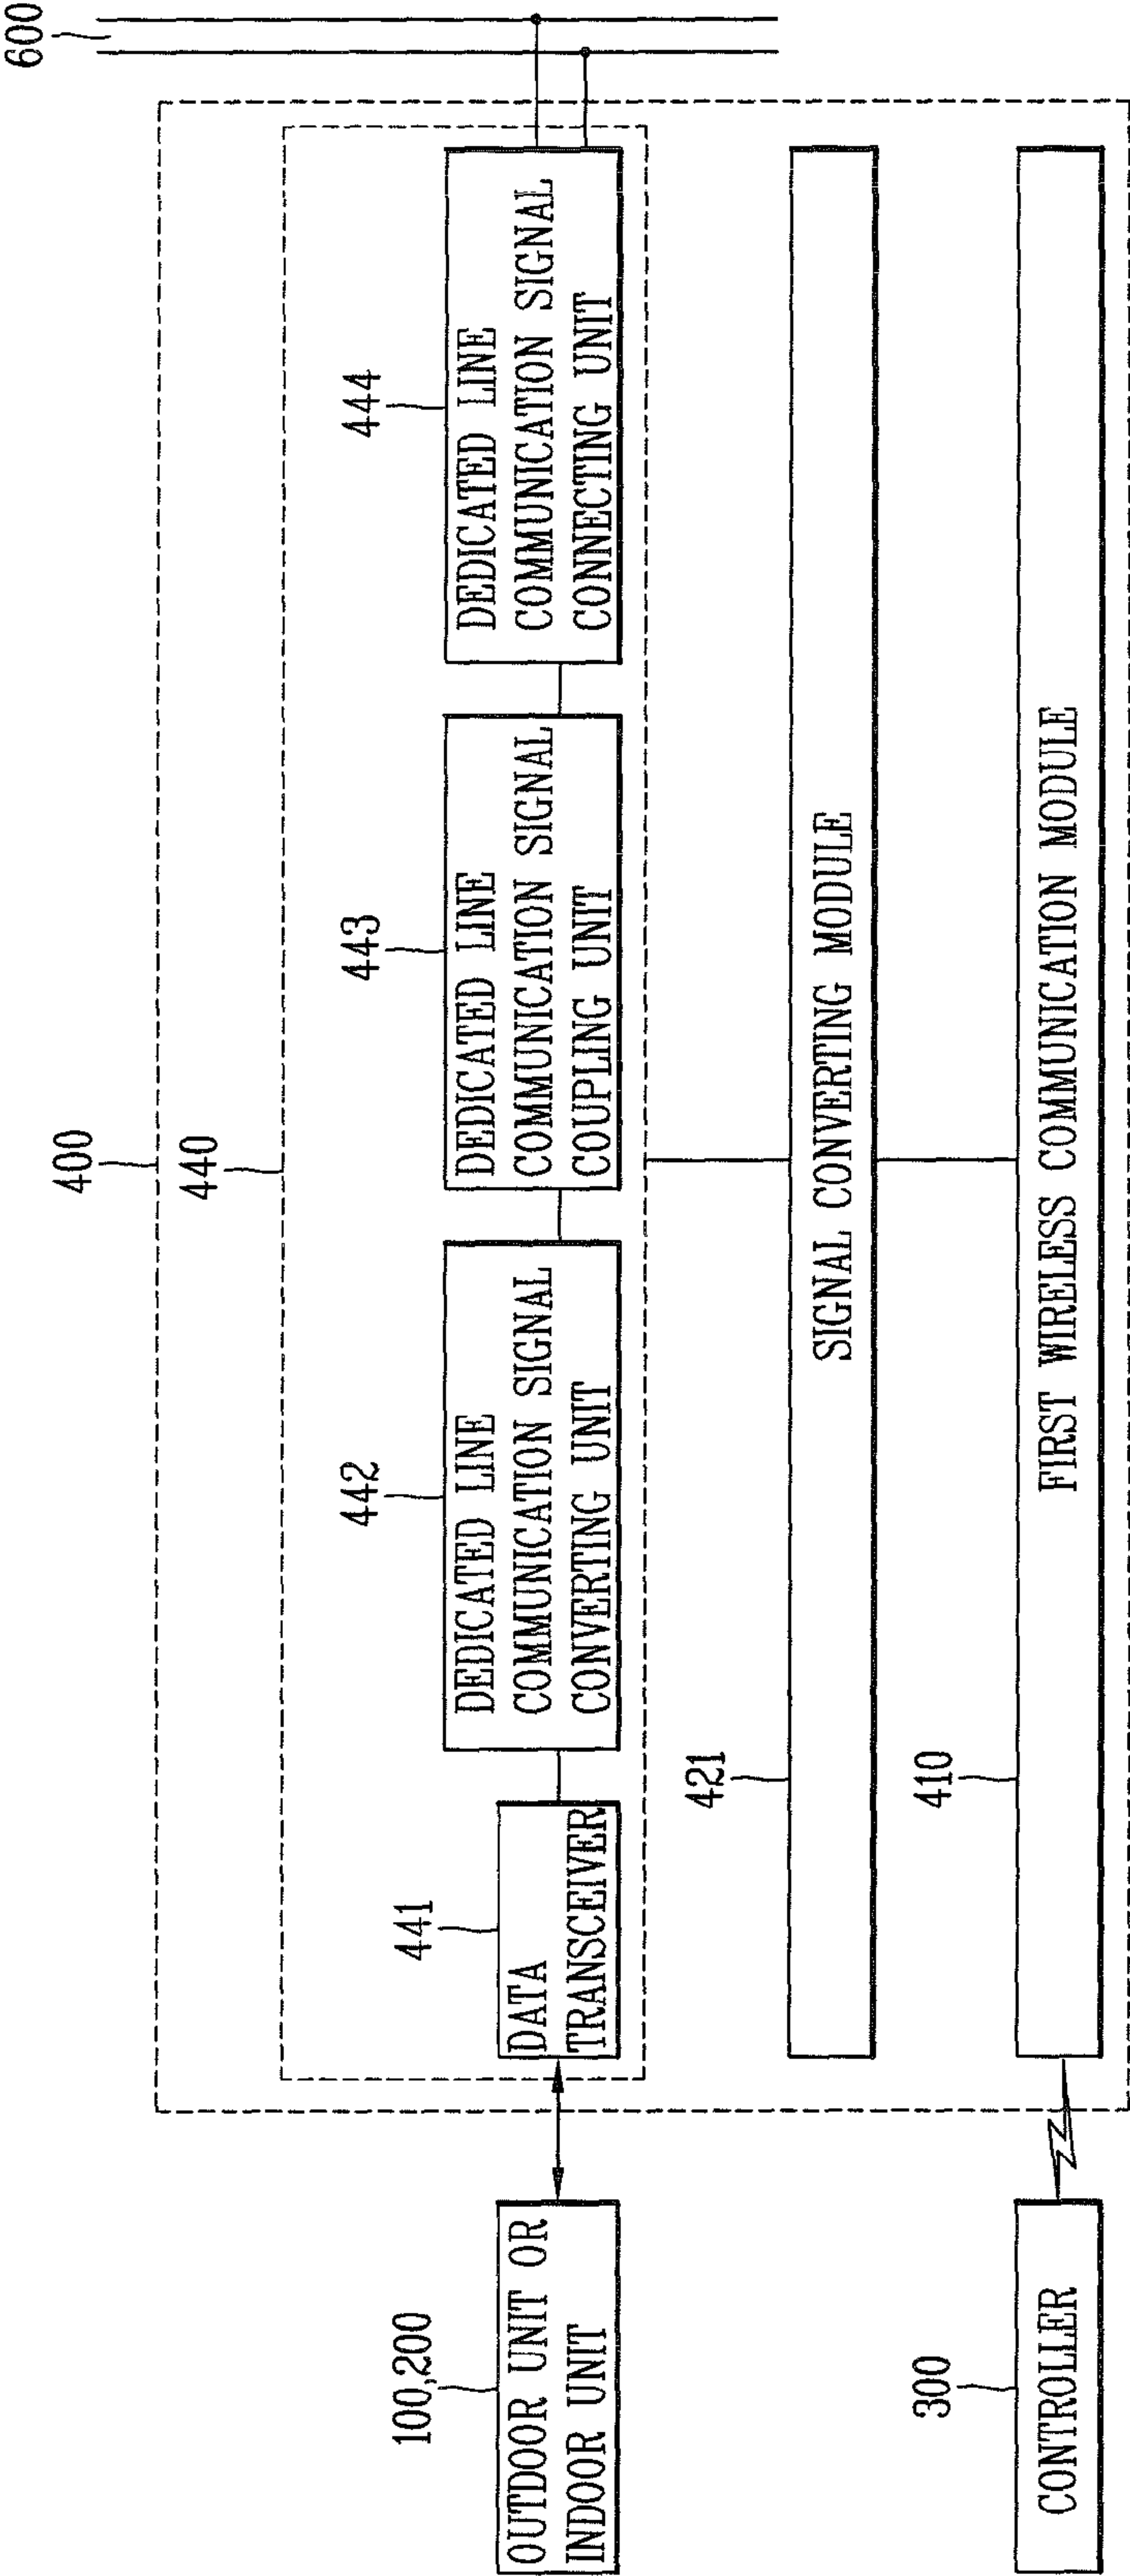 400
600
440
441
442
443
444
100,200
OUTDOOR UNIT OR
INDOOR UNIT
DATA
TRANSCEIVER
DEDICATED LINE
COMMUNICATION SIGNAL
CONVERTING UNIT
DEDICATED LINE
COMMUNICATION SIGNAL
COUPLING UNIT
DEDICATED LINE
COMMUNICATION SIGNAL
CONNECTING UNIT
421
SIGNAL CONVERTING MODULE
300
410
CONTROLLER
FIRST WIRELESS COMMUNICATION MODULE